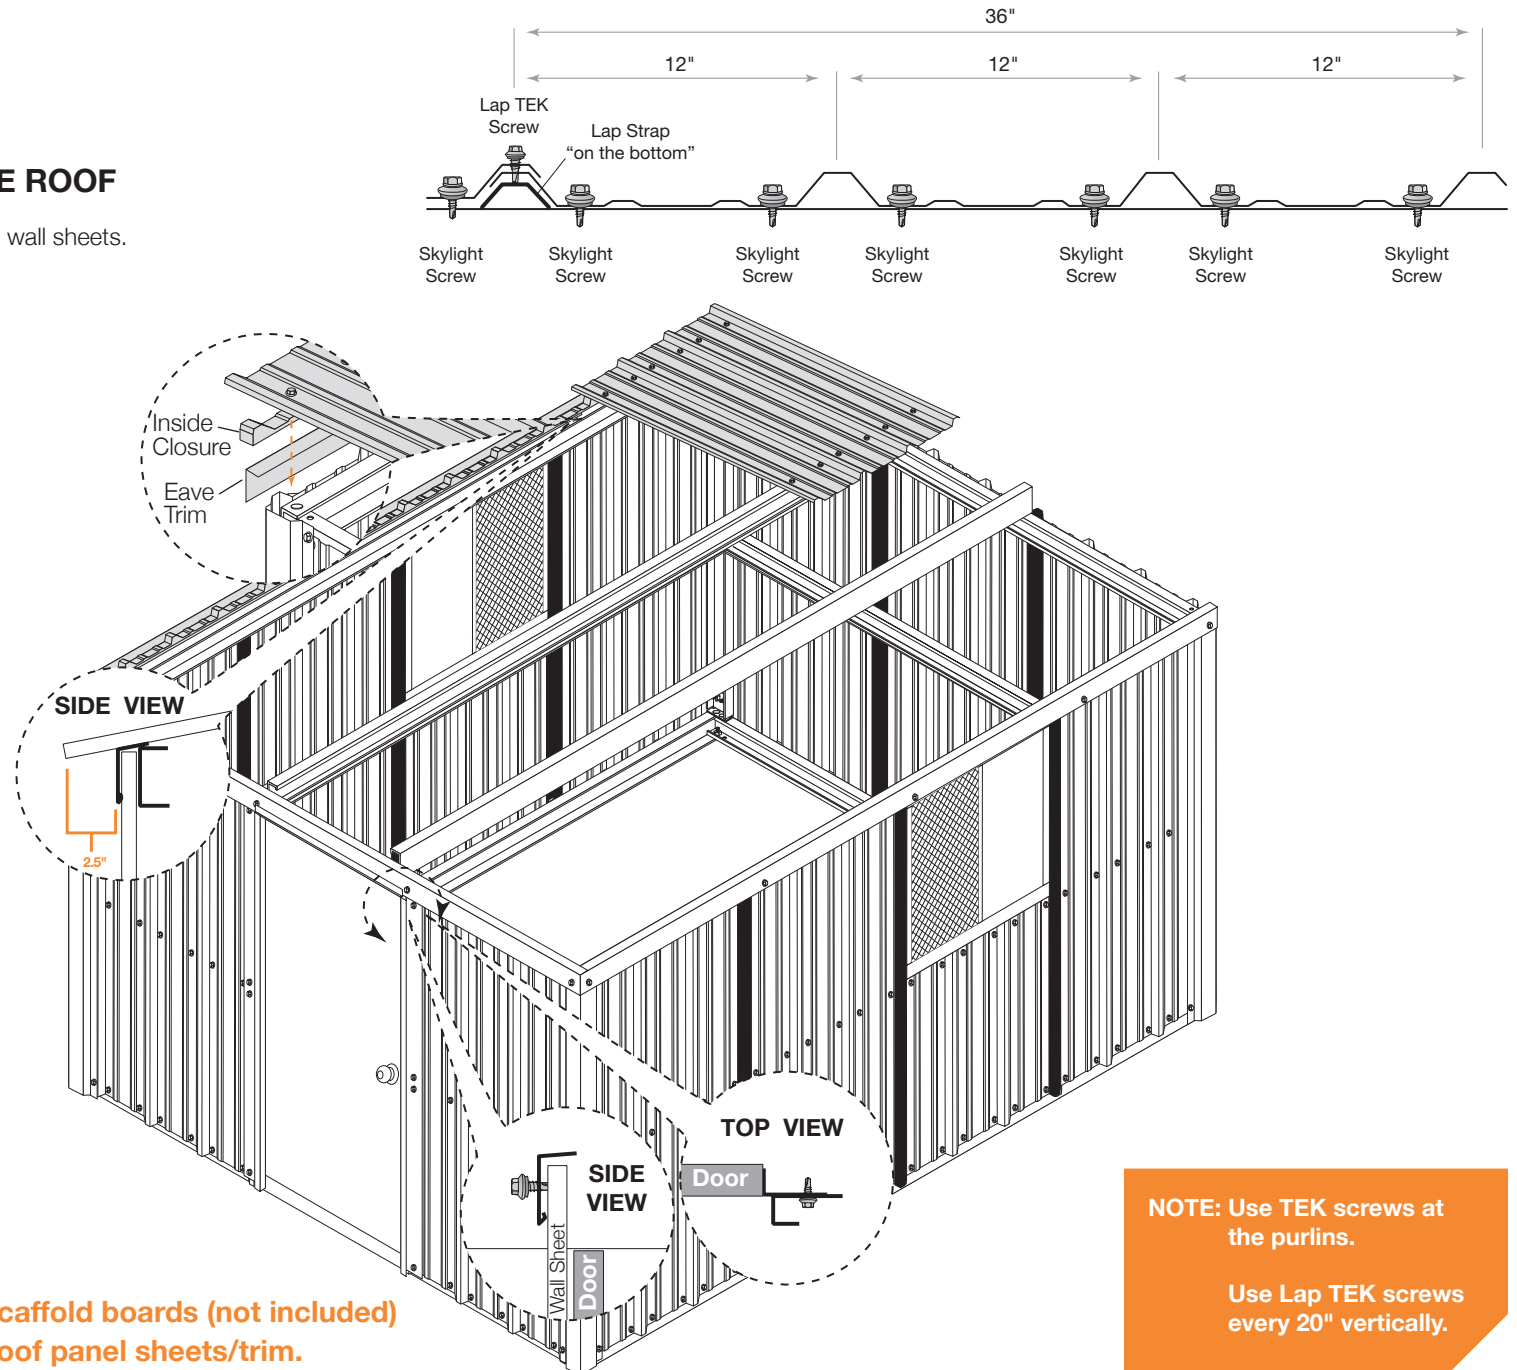 36"
12"
12"
12"
Lap TEK
Screw
Lap Strap
“on the bottom”
E ROOF
wall sheets.
Skylight
Screw
Skylight
Screw
Skylight
Screw
Skylight
Screw
Skylight
Screw
Skylight
Screw
Skylight
Screw
Inside
Closure
Eave
Trim
SIDE VIEW
2.5"
TOP VIEW
Door
SIDE
VIEW
Wall Sheet
Door
NOTE: Use TEK screws at
the purlins.
Use Lap TEK screws
every 20" vertically.
caffold boards (not included)
oof panel sheets/trim.